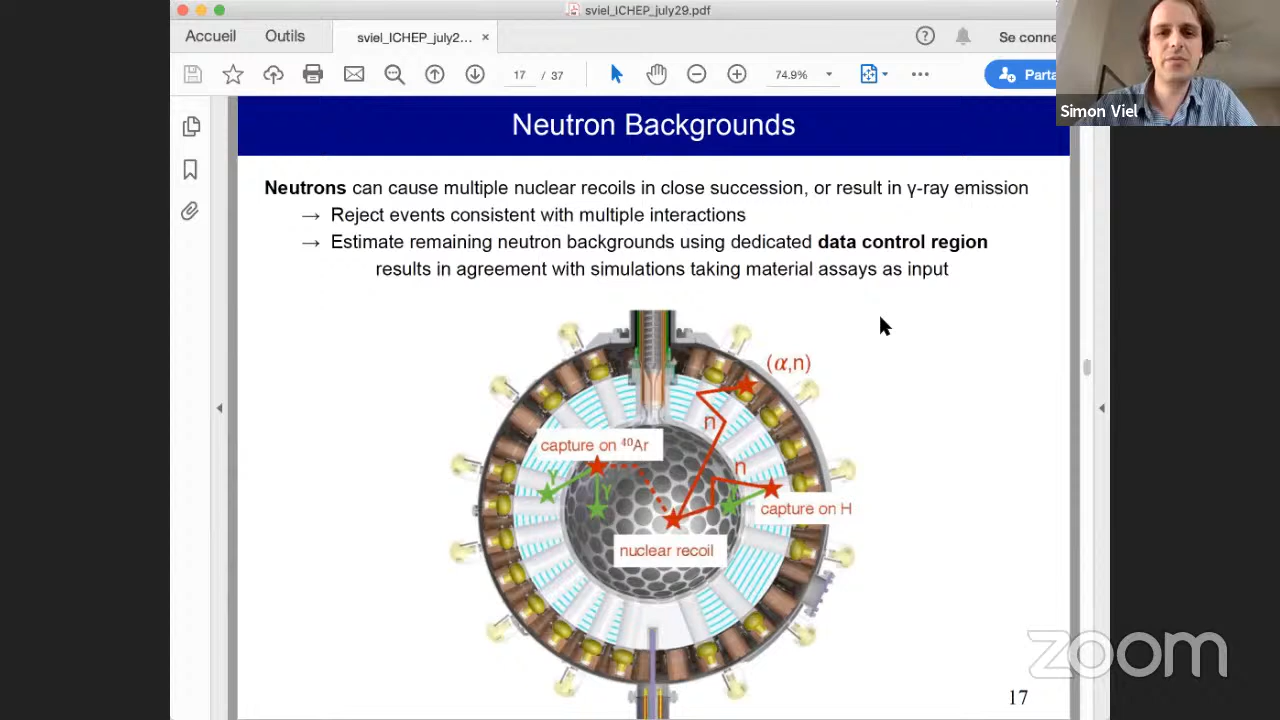 sviel_ICHEP_july29.pdf
Accueil
Outils
sviel_ICHEP_july2... ×
Se conne
17 / 37
74.9%
Parta
Simon Viel
Neutron Backgrounds
Neutrons can cause multiple nuclear recoils in close succession, or result in γ-ray emission
→ Reject events consistent with multiple interactions
→ Estimate remaining neutron backgrounds using dedicated data control region
results in agreement with simulations taking material assays as input
(α,n)
n
capture on ⁴⁰Ar
n
γ
γ
γ
capture on H
nuclear recoil
zoom
17